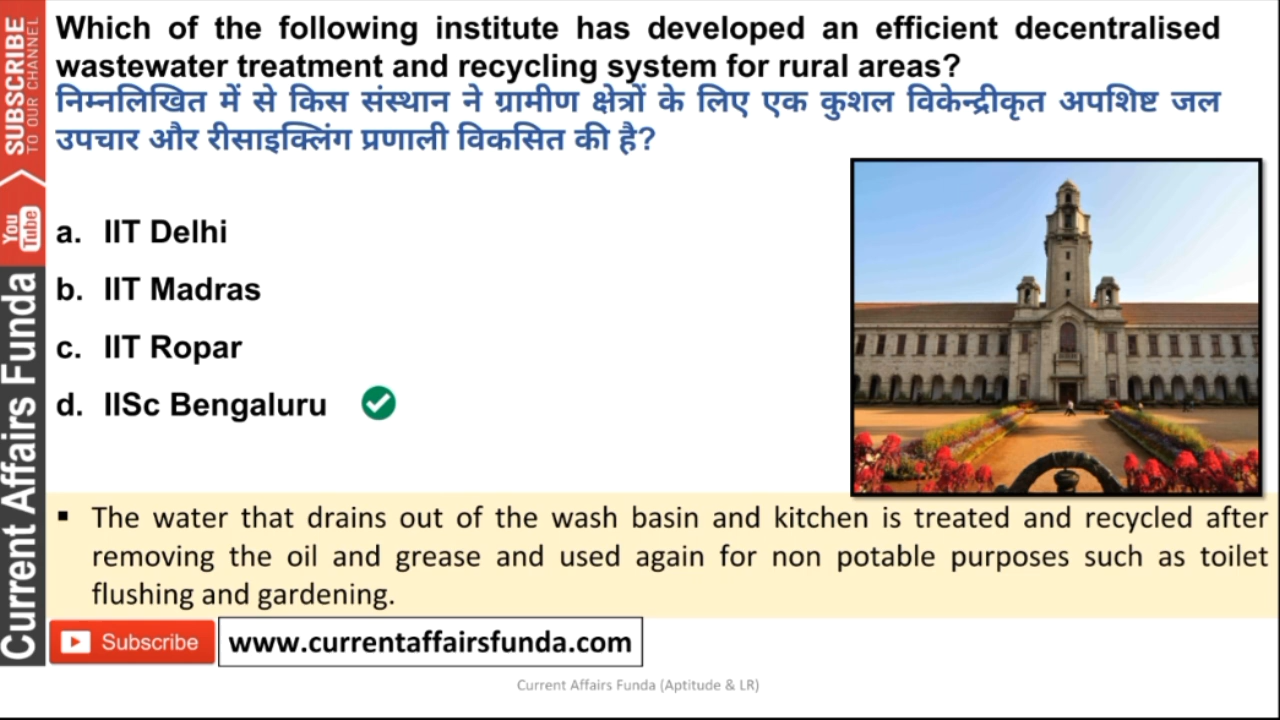 Which of the following institute has developed an efficient decentralised
wastewater treatment and recycling system for rural areas?
निम्नलिखित में से किस संस्थान ने ग्रामीण क्षेत्रों के लिए एक कुशल विकेन्द्रीकृत अपशिष्ट जल
उपचार और रीसाइक्लिंग प्रणाली विकसित की है?
a. IIT Delhi
b. IIT Madras
c. IIT Ropar
d. IISc Bengaluru
▪ The water that drains out of the wash basin and kitchen is treated and recycled after
removing the oil and grease and used again for non potable purposes such as toilet
flushing and gardening.
Subscribe
www.currentaffairsfunda.com
Current Affairs Funda (Aptitude & LR)
SUBSCRIBE
TO OUR CHANNEL
You
Tube
Current Affairs Funda